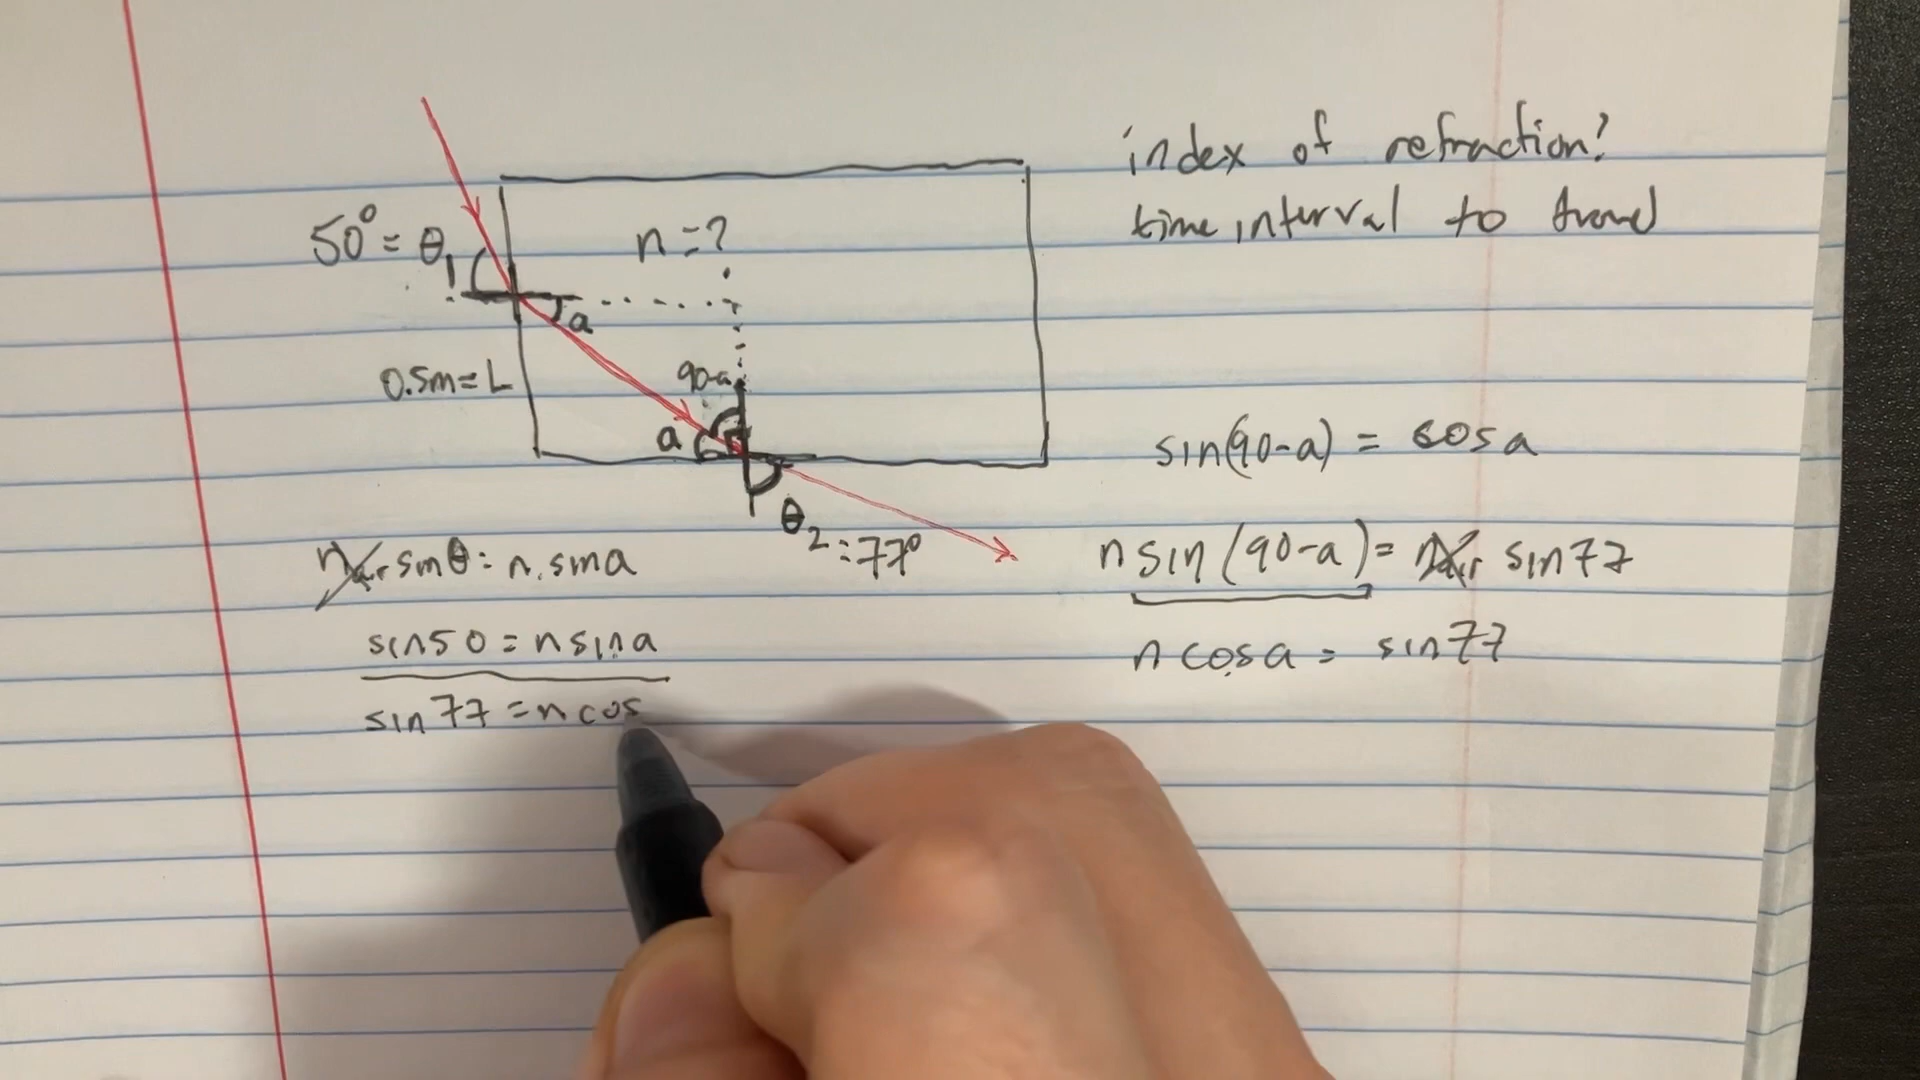 index of refraction?
time interval to travel
50° = θ1
n=?
a
0.5m=L
90-a
a
θ2 = 77°
sin(90-a) = cos a
nair sinθ = n. sin a
n sin (90-a) = nair sin 77
sin 50 = n sin a
n cos a = sin 77
sin 77 = n cos